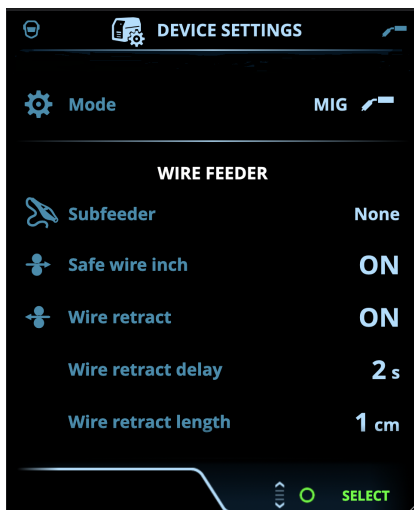 DEVICE SETTINGS
Mode MIG
WIRE FEEDER
Subfeeder None
Safe wire inch ON
Wire retract ON
Wire retract delay 2 s
Wire retract length 1 cm
SELECT